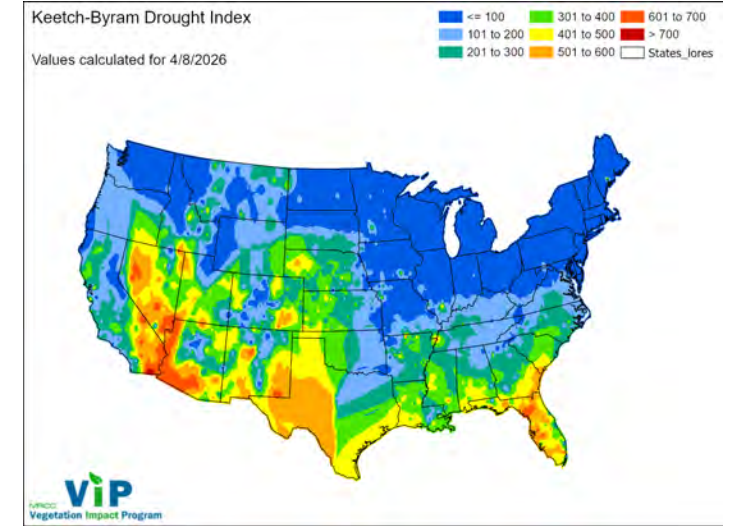 Keetch-Byram Drought Index
Values calculated for 4/8/2026
<= 100
101 to 200
201 to 300
301 to 400
401 to 500
501 to 600
601 to 700
> 700
States_lores
MRCC
ViP
Vegetation Impact Program